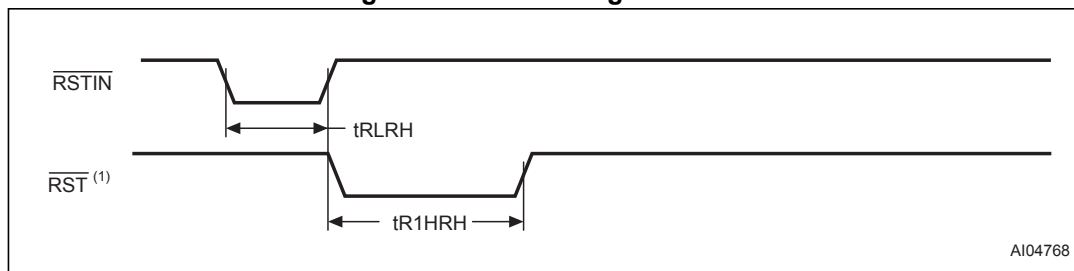 RSTIN
tRLRH
RST (1)
tR1HRH
AI04768